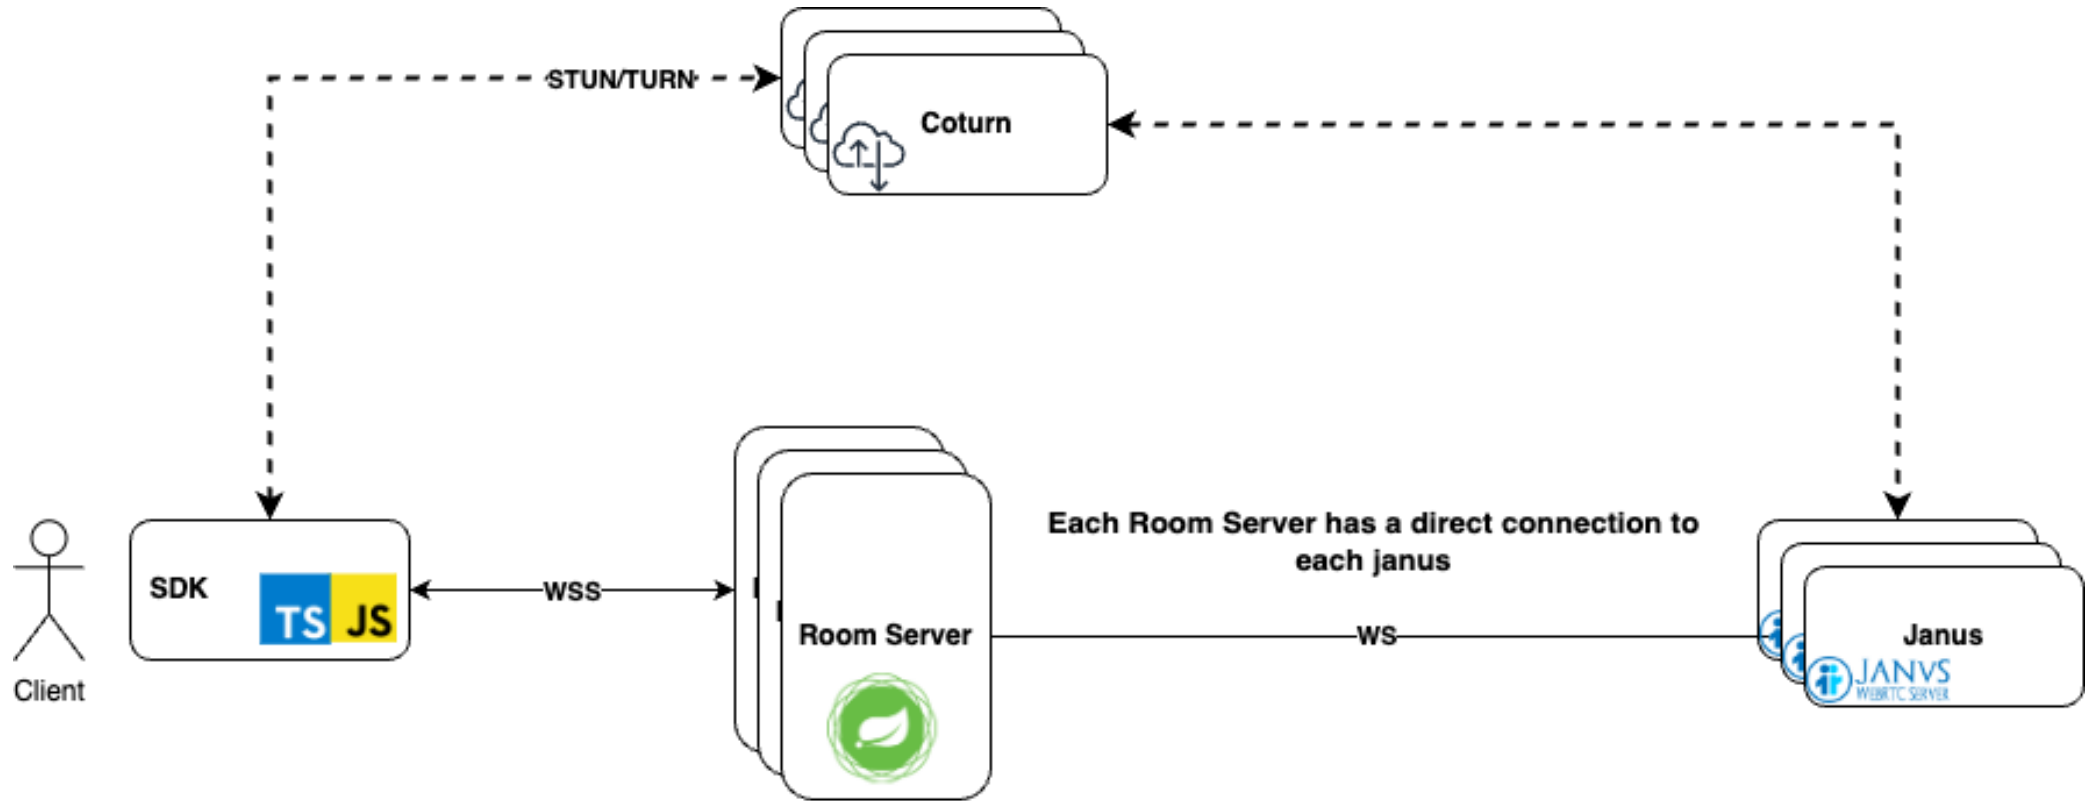 STUN/TURN
Coturn
Each Room Server has a direct connection to
each janus
SDK
TS JS
WSS
Room Server
WS
Janus
JANVS
WEBRTC SERVER
Client